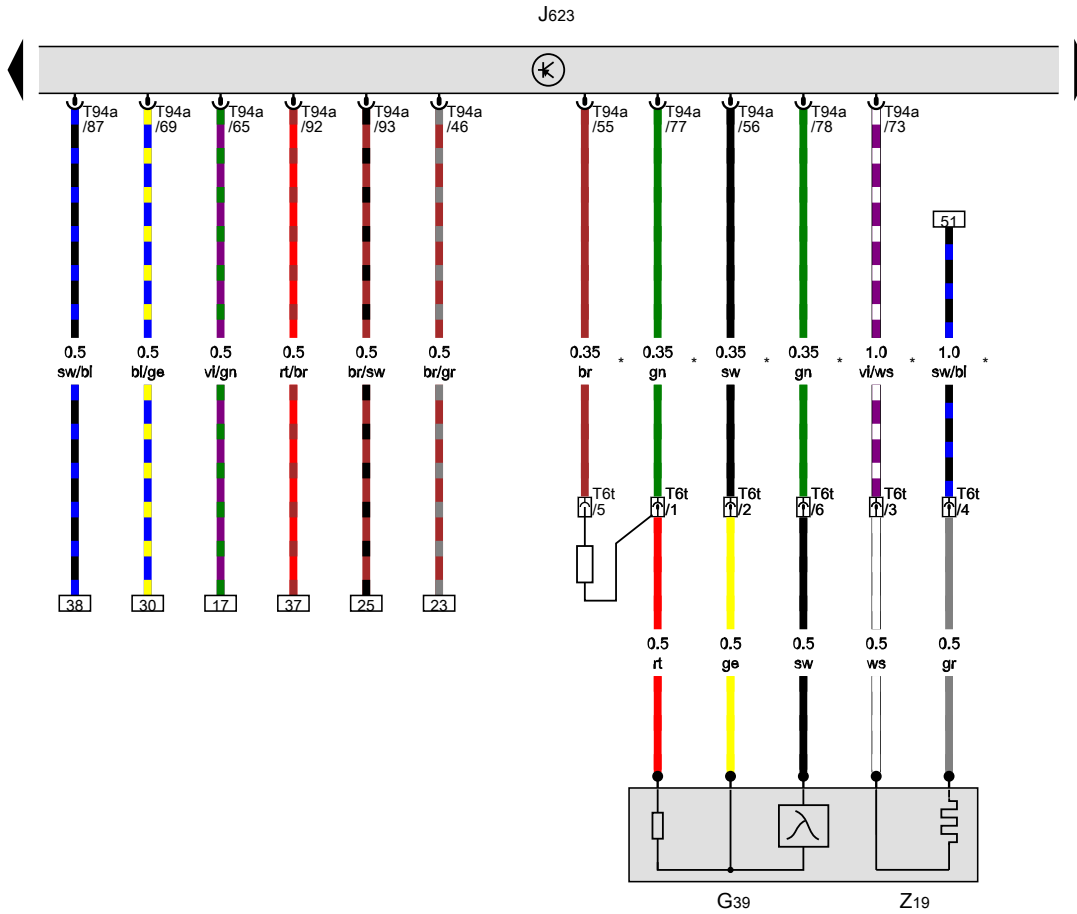 J623
T94a /87
T94a /69
T94a /65
T94a /92
T94a /93
T94a /46
T94a /55
T94a /77
T94a /56
T94a /78
T94a /73
51
0.5 sw/bl
0.5 bl/ge
0.5 vi/gn
0.5 rt/br
0.5 br/sw
0.5 br/gr
0.35 br *
0.35 gn *
0.35 sw *
0.35 gn *
1.0 vi/ws *
1.0 sw/bl *
T6t /5
T6t /1
T6t /2
T6t /6
T6t /3
T6t /4
38
30
17
37
25
23
0.5 rt
0.5 ge
0.5 sw
0.5 ws
0.5 gr
G39
Z19